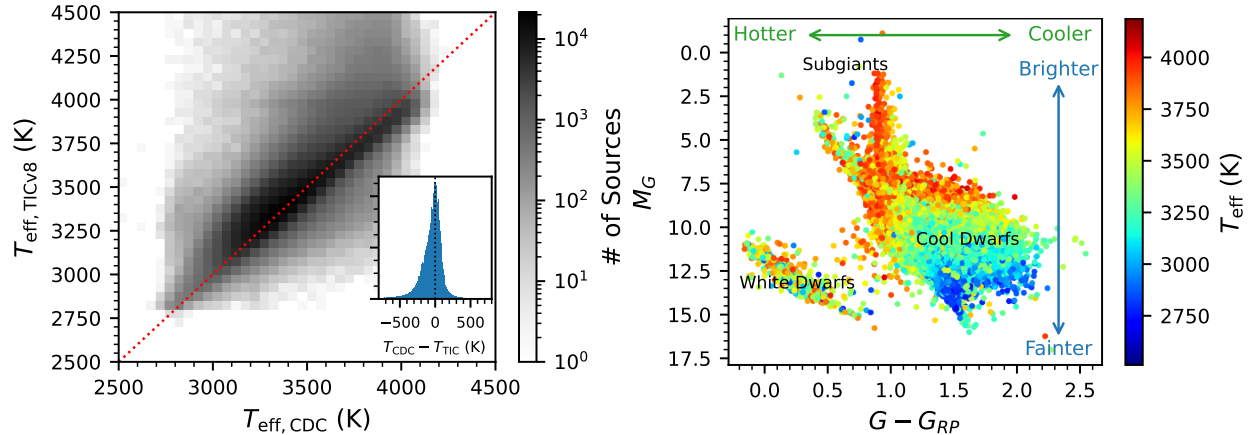 4500
4250
4000
3750
3500
3250
3000
2750
2500
T_eff, TICv8 (K)
2500 3000 3500 4000 4500
T_eff, CDC (K)
−500 0 500
T_CDC − T_TIC (K)
10^4
10^3
10^2
10^1
10^0
# of Sources
Hotter Cooler
Subgiants
Brighter
Cool Dwarfs
White Dwarfs
Fainter
0.0
2.5
5.0
7.5
10.0
12.5
15.0
17.5
M_G
0.0 0.5 1.0 1.5 2.0 2.5
G − G_RP
4000
3750
3500
3250
3000
2750
T_eff (K)